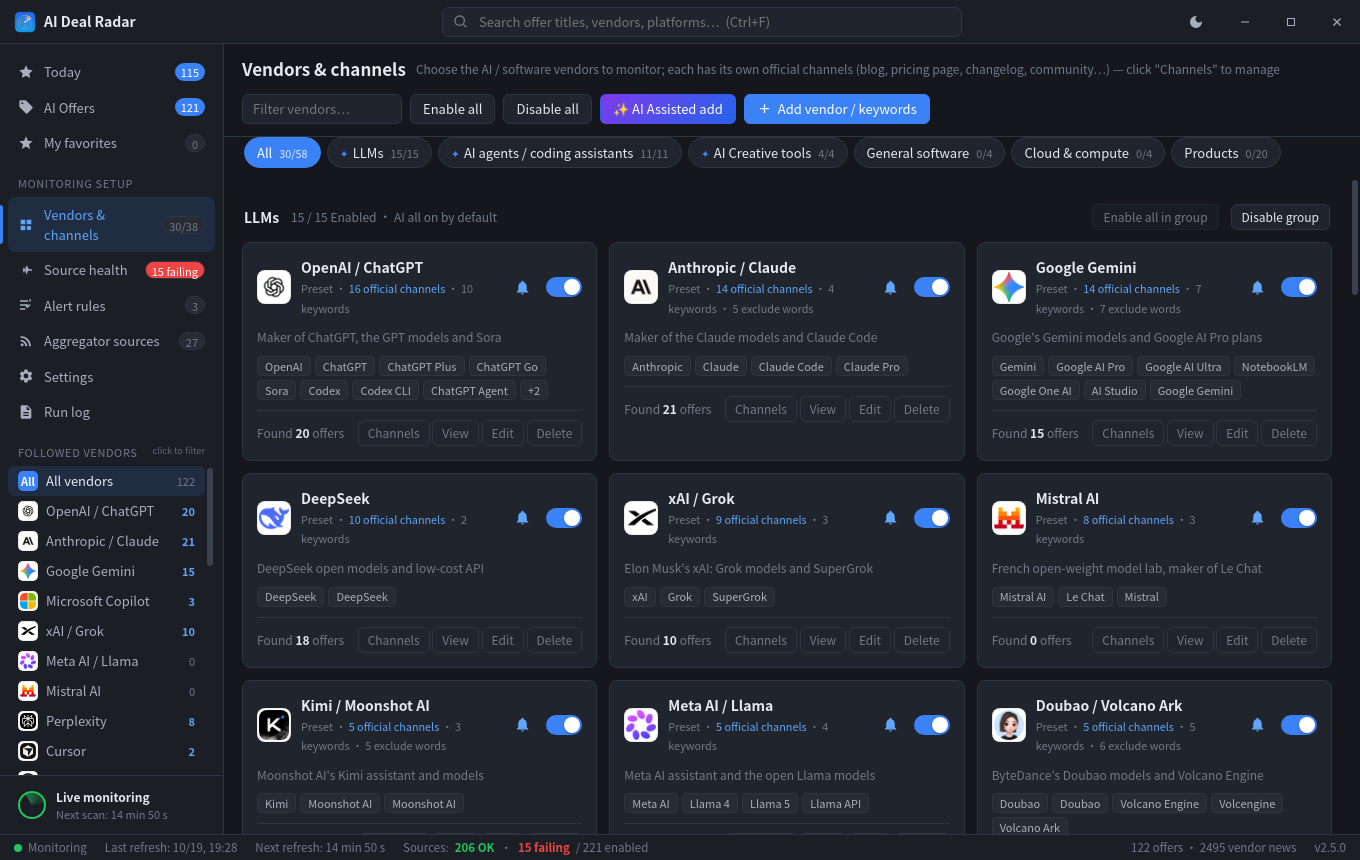 AI Deal Radar
Search offer titles, vendors, platforms… (Ctrl+F)
Today 115
AI Offers 121
My favorites 0
MONITORING SETUP
Vendors & channels 30/38
Source health 15 failing
Alert rules 3
Aggregator sources 27
Settings
Run log
FOLLOWED VENDORS click to filter
All All vendors 122
OpenAI / ChatGPT 20
Anthropic / Claude 21
Google Gemini 15
Microsoft Copilot 3
xAI / Grok 10
Meta AI / Llama 0
Mistral AI 0
Perplexity 8
Cursor 2
Live monitoring
Next scan: 14 min 50 s
Vendors & channels Choose the AI / software vendors to monitor; each has its own official channels (blog, pricing page, changelog, community…) — click "Channels" to manage
Filter vendors… Enable all Disable all ✨ AI Assisted add + Add vendor / keywords
All 30/58 ✦ LLMs 15/15 ✦ AI agents / coding assistants 11/11 ✦ AI Creative tools 4/4 General software 0/4 Cloud & compute 0/4 Products 0/20
LLMs 15 / 15 Enabled · AI all on by default Enable all in group Disable group
OpenAI / ChatGPT
Preset · 16 official channels · 10
keywords
Maker of ChatGPT, the GPT models and Sora
OpenAI ChatGPT ChatGPT Plus ChatGPT Go
Sora Codex Codex CLI ChatGPT Agent +2
Found 20 offers Channels View Edit Delete
Anthropic / Claude
Preset · 14 official channels · 4
keywords · 5 exclude words
Maker of the Claude models and Claude Code
Anthropic Claude Claude Code Claude Pro
Found 21 offers Channels View Edit Delete
Google Gemini
Preset · 14 official channels · 7
keywords · 7 exclude words
Google's Gemini models and Google AI Pro plans
Gemini Google AI Pro Google AI Ultra NotebookLM
Google One AI AI Studio Google Gemini
Found 15 offers Channels View Edit Delete
DeepSeek
Preset · 10 official channels · 2
keywords
DeepSeek open models and low-cost API
DeepSeek DeepSeek
Found 18 offers Channels View Edit Delete
xAI / Grok
Preset · 9 official channels · 3
keywords
Elon Musk's xAI: Grok models and SuperGrok
xAI Grok SuperGrok
Found 10 offers Channels View Edit Delete
Mistral AI
Preset · 8 official channels · 3
keywords
French open-weight model lab, maker of Le Chat
Mistral AI Le Chat Mistral
Found 0 offers Channels View Edit Delete
Kimi / Moonshot AI
Preset · 5 official channels · 3
keywords · 5 exclude words
Moonshot AI's Kimi assistant and models
Kimi Moonshot AI Moonshot AI
Meta AI / Llama
Preset · 5 official channels · 4
keywords
Meta AI assistant and the open Llama models
Meta AI Llama 4 Llama 5 Llama API
Doubao / Volcano Ark
Preset · 5 official channels · 5
keywords · 6 exclude words
ByteDance's Doubao models and Volcano Engine
Doubao Doubao Volcano Engine Volcengine
Volcano Ark
Monitoring Last refresh: 10/19, 19:28 Next refresh: 14 min 50 s Sources: 206 OK · 15 failing / 221 enabled 122 offers · 2495 vendor news v2.5.0